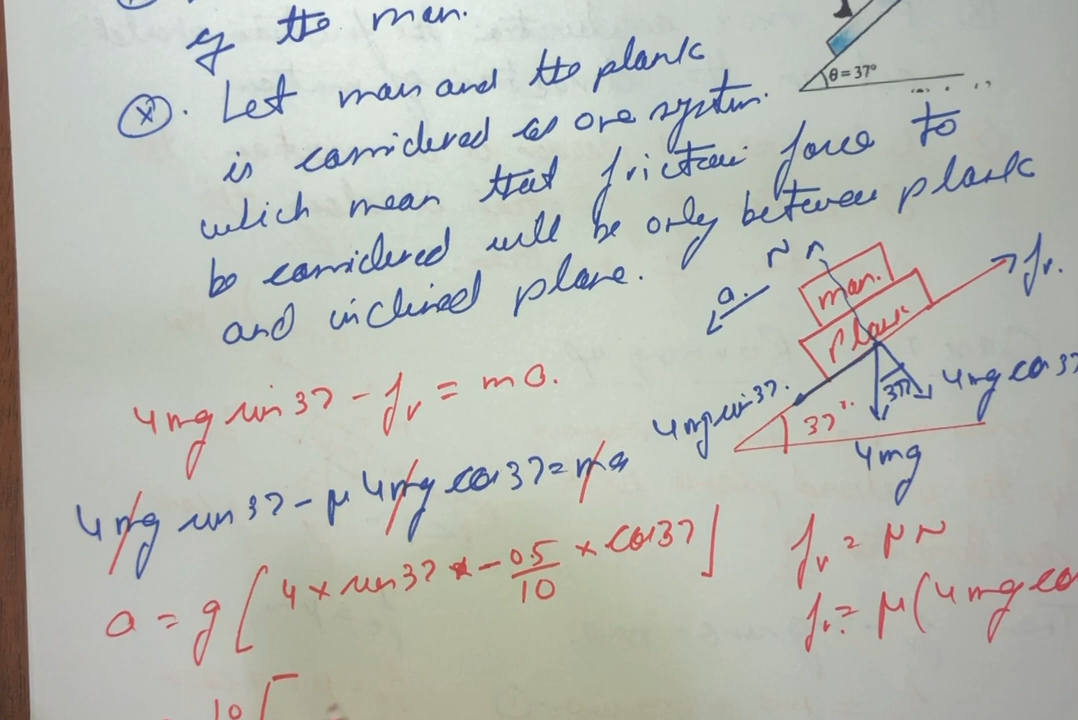 of the man.
θ = 37°
(x). Let man and the plank
is considered as one system.
which mean that friction force to
be considered will be only between plank
and inclined plane.
N
a.
man.
Plank
fr.
4mg sin 37 - fr = ma.
4mg sin 37.
37°
37
4mg cos 37
4mg
4mg sin 37 - μ 4mg cos 37 = ma
a = g [4 × sin 37 - 05/10 × cos 37]
fr = μN
fr = μ(4mg co
10 [